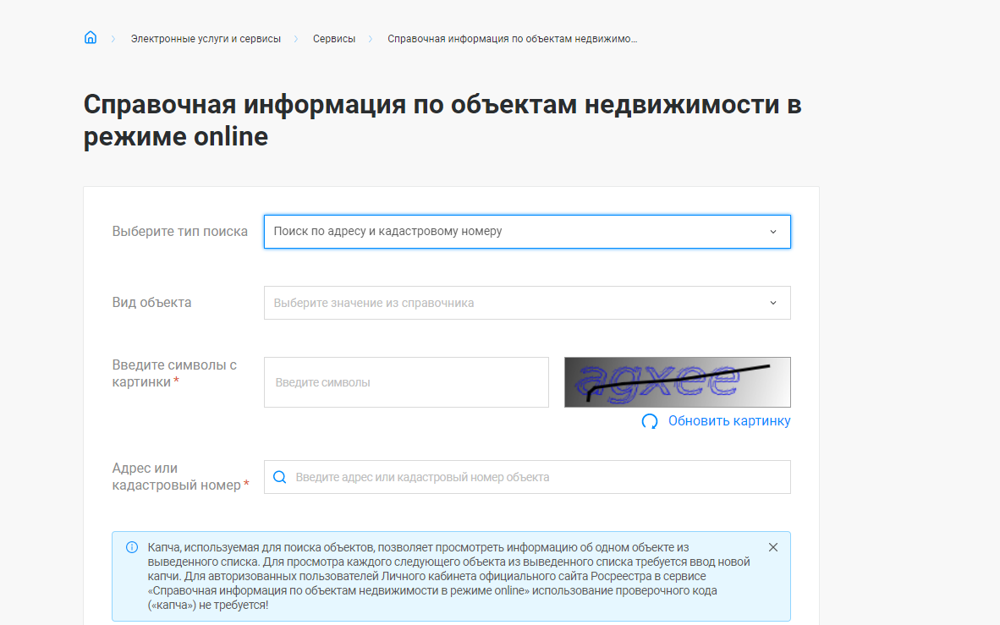 Электронные услуги и сервисы
Сервисы
Справочная информация по объектам недвижимо...
Справочная информация по объектам недвижимости в
режиме online
Выберите тип поиска
Поиск по адресу и кадастровому номеру
Вид объекта
Выберите значение из справочника
Введите символы с
картинки *
Введите символы
agxee
Обновить картинку
Адрес или
кадастровый номер *
Введите адрес или кадастровый номер объекта
Капча, используемая для поиска объектов, позволяет просмотреть информацию об одном объекте из
выведенного списка. Для просмотра каждого следующего объекта из выведенного списка требуется ввод новой
капчи. Для авторизованных пользователей Личного кабинета официального сайта Росреестра в сервисе
«Справочная информация по объектам недвижимости в режиме online» использование проверочного кода
(«капча») не требуется!